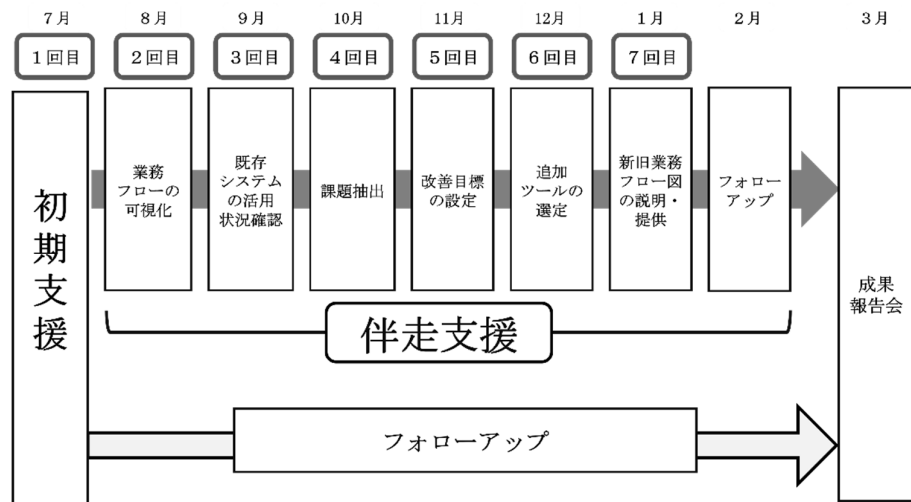 7月 8月 9月 10月 11月 12月 1月 2月 3月
1回目 2回目 3回目 4回目 5回目 6回目 7回目
初期支援
業務
フローの
可視化
既存
システム
の活用
状況確認
課題抽出
改善目標
の設定
追加
ツールの
選定
新旧業務
フロー図
の説明・
提供
フォロー
アップ
成果
報告会
伴走支援
フォローアップ